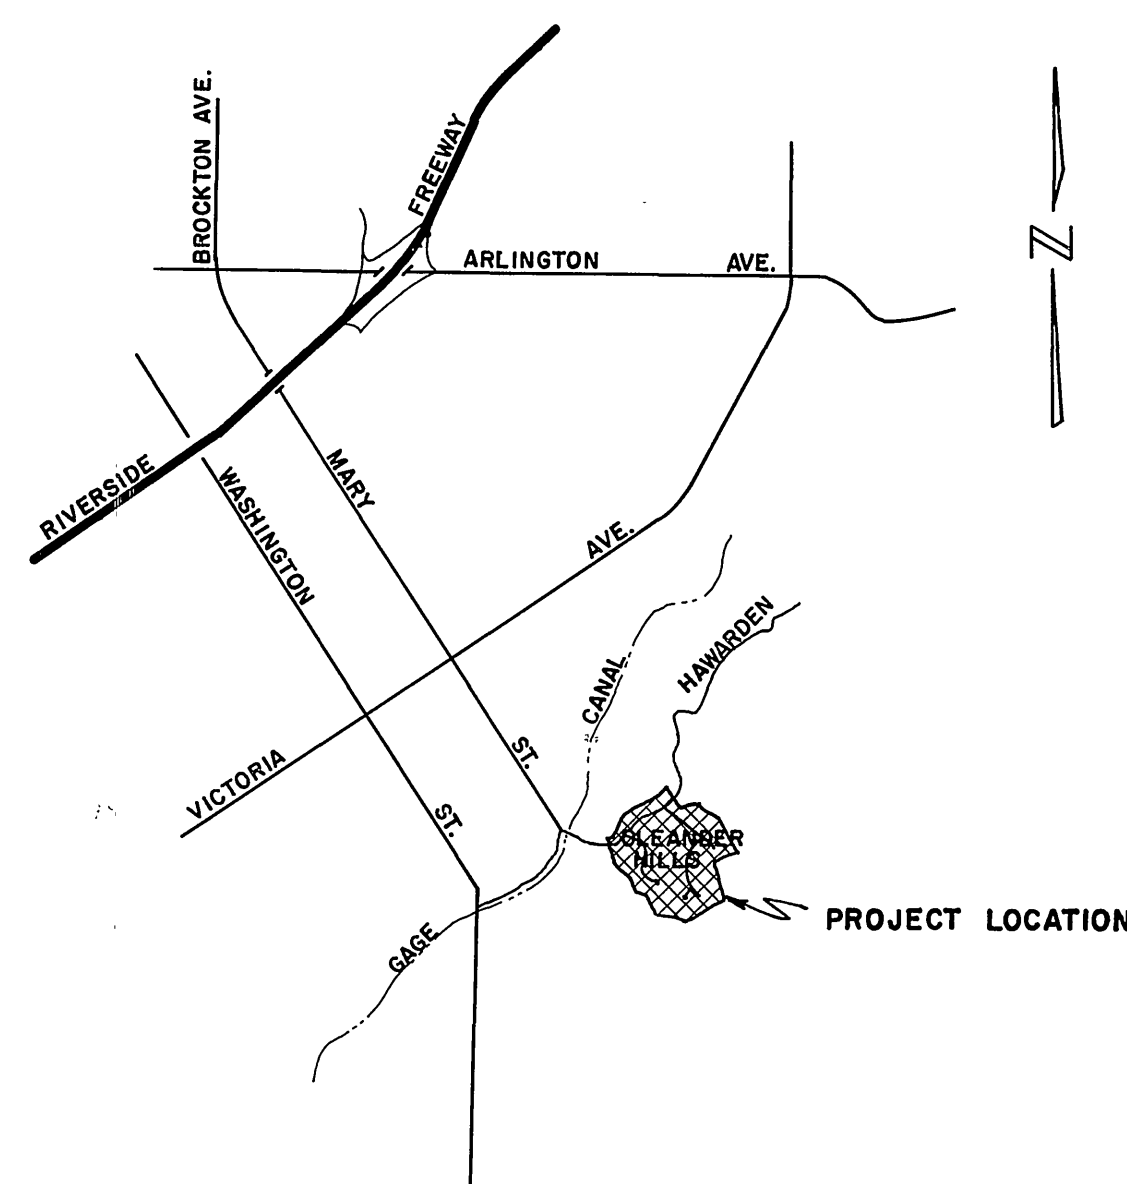 BROCKTON AVE.
FREEWAY
ARLINGTON AVE.
N
RIVERSIDE
WASHINGTON
MARY
AVE.
HAWARDEN
CANAL
VICTORIA
ST.
ST.
OLEANDER
HILLS
GAGE
PROJECT LOCATION